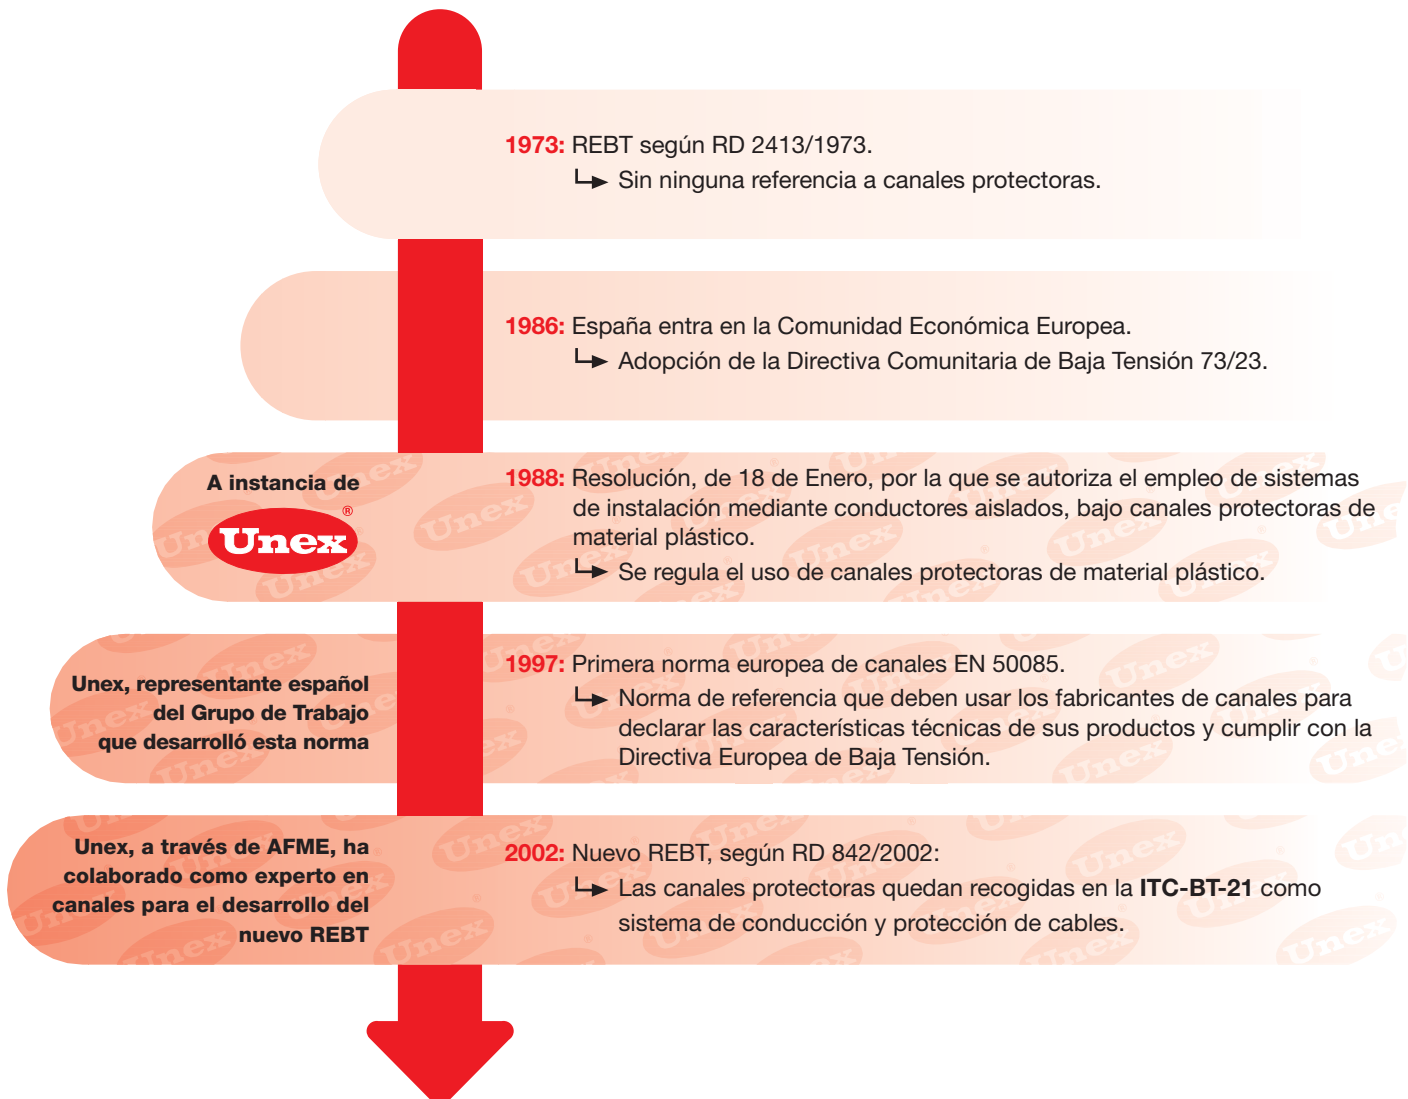 1973: REBT según RD 2413/1973.
Sin ninguna referencia a canales protectoras.
1986: España entra en la Comunidad Económica Europea.
Adopción de la Directiva Comunitaria de Baja Tensión 73/23.
A instancia de
Unex®
1988: Resolución, de 18 de Enero, por la que se autoriza el empleo de sistemas
de instalación mediante conductores aislados, bajo canales protectoras de
material plástico.
Se regula el uso de canales protectoras de material plástico.
Unex, representante español
del Grupo de Trabajo
que desarrolló esta norma
1997: Primera norma europea de canales EN 50085.
Norma de referencia que deben usar los fabricantes de canales para
declarar las características técnicas de sus productos y cumplir con la
Directiva Europea de Baja Tensión.
Unex, a través de AFME, ha
colaborado como experto en
canales para el desarrollo del
nuevo REBT
2002: Nuevo REBT, según RD 842/2002:
Las canales protectoras quedan recogidas en la ITC-BT-21 como
sistema de conducción y protección de cables.